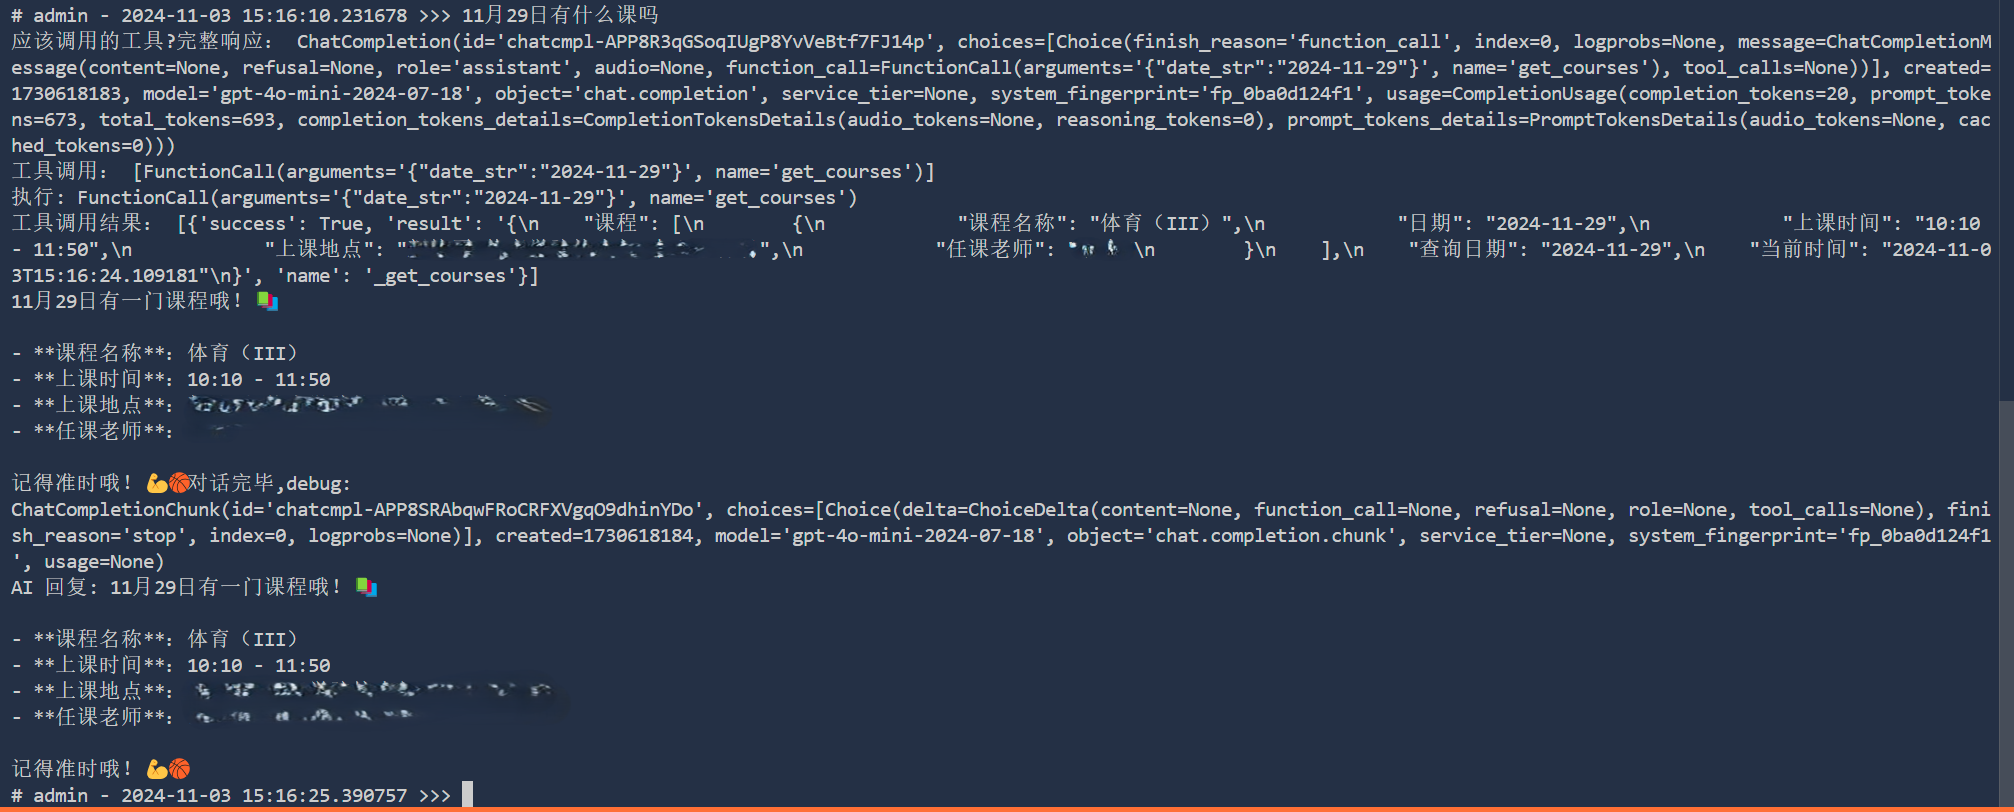 # admin - 2024-11-03 15:16:10.231678 >>> 11月29日有什么课吗
应该调用的工具?完整响应： ChatCompletion(id='chatcmpl-APP8R3qGSoqIUgP8YvVeBtf7FJ14p', choices=[Choice(finish_reason='function_call', index=0, logprobs=None, message=ChatCompletionM
essage(content=None, refusal=None, role='assistant', audio=None, function_call=FunctionCall(arguments='{"date_str":"2024-11-29"}', name='get_courses'), tool_calls=None))], created=
1730618183, model='gpt-4o-mini-2024-07-18', object='chat.completion', service_tier=None, system_fingerprint='fp_0ba0d124f1', usage=CompletionUsage(completion_tokens=20, prompt_toke
ns=673, total_tokens=693, completion_tokens_details=CompletionTokensDetails(audio_tokens=None, reasoning_tokens=0), prompt_tokens_details=PromptTokensDetails(audio_tokens=None, cac
hed_tokens=0)))
工具调用： [FunctionCall(arguments='{"date_str":"2024-11-29"}', name='get_courses')]
执行: FunctionCall(arguments='{"date_str":"2024-11-29"}', name='get_courses')
工具调用结果： [{'success': True, 'result': '{\n    "课程": [\n        {\n            "课程名称": "体育（III）",\n            "日期": "2024-11-29",\n            "上课时间": "10:10
- 11:50",\n            "上课地点": "",\n            "任课老师": "\n        }\n    ],\n    "查询日期": "2024-11-29",\n    "当前时间": "2024-11-0
3T15:16:24.109181"\n}', 'name': '_get_courses'}]
11月29日有一门课程哦！📚
- **课程名称**：体育（III）
- **上课时间**：10:10 - 11:50
- **上课地点**：
- **任课老师**：
记得准时哦！💪🏀对话完毕,debug:
ChatCompletionChunk(id='chatcmpl-APP8SRAbqwFRoCRFXVgqO9dhinYDo', choices=[Choice(delta=ChoiceDelta(content=None, function_call=None, refusal=None, role=None, tool_calls=None), fini
sh_reason='stop', index=0, logprobs=None)], created=1730618184, model='gpt-4o-mini-2024-07-18', object='chat.completion.chunk', service_tier=None, system_fingerprint='fp_0ba0d124f1
', usage=None)
AI 回复: 11月29日有一门课程哦！📚
- **课程名称**：体育（III）
- **上课时间**：10:10 - 11:50
- **上课地点**：
- **任课老师**：
记得准时哦！💪🏀
# admin - 2024-11-03 15:16:25.390757 >>>